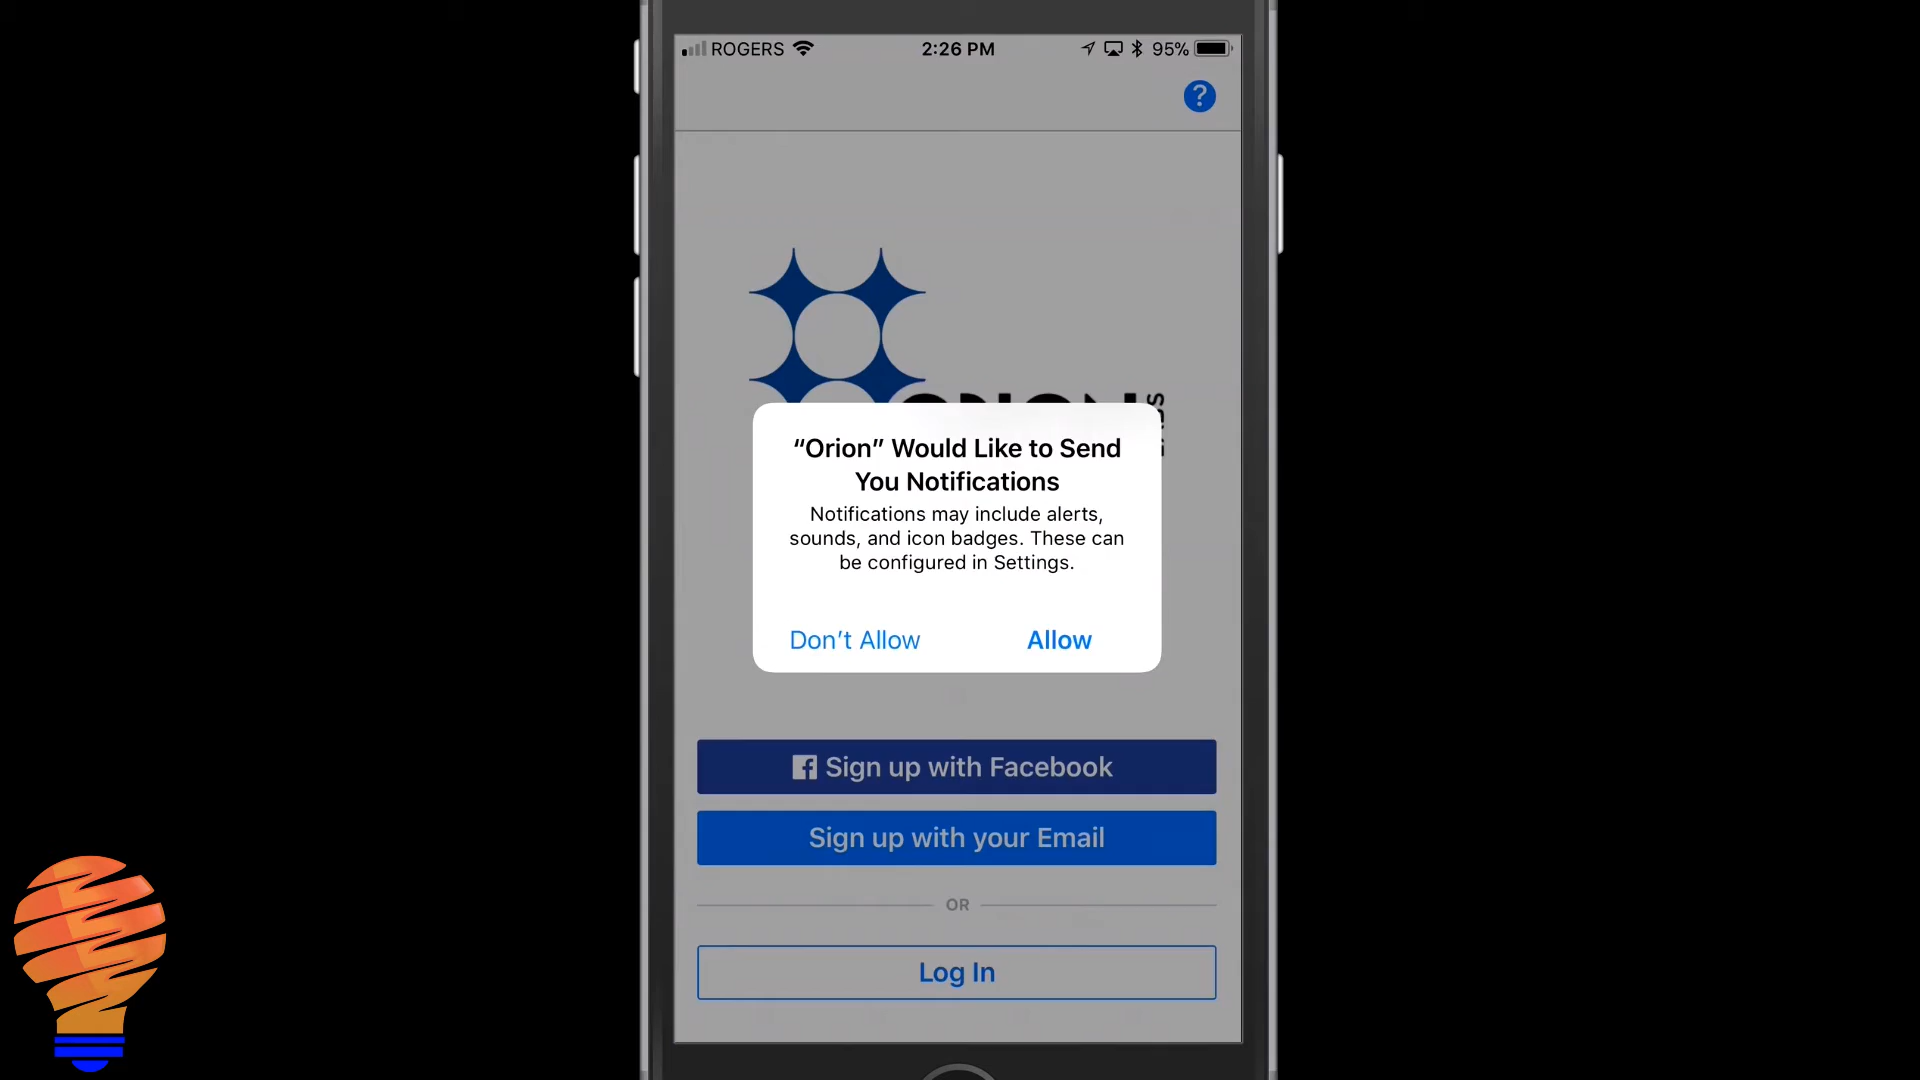 ROGERS 2:26 PM 95%
?
ORION
“Orion” Would Like to Send
You Notifications
Notifications may include alerts,
sounds, and icon badges. These can
be configured in Settings.
Don’t Allow Allow
Sign up with Facebook
Sign up with your Email
OR
Log In